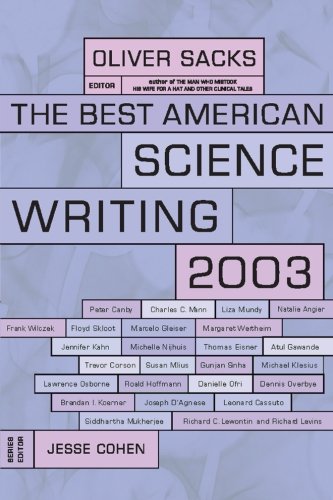 OLIVER SACKS
EDITOR
author of THE MAN WHO MISTOOK
HIS WIFE FOR A HAT AND OTHER CLINICAL TALES
THE BEST AMERICAN
SCIENCE
WRITING
2003
Peter Canby Charles C. Mann Liza Mundy Natalie Angier
Frank Wilczek Floyd Skloot Marcelo Gleiser Margaret Wertheim
Jennifer Kahn Michelle Nijhuis Thomas Eisner Atul Gawande
Trevor Corson Susan Milius Gunjan Sinha Michael Klesius
Lawrence Osborne Roald Hoffmann Danielle Ofri Dennis Overbye
Brendan I. Koerner Joseph D'Agnese Leonard Cassuto
Siddhartha Mukherjee Richard C. Lewontin and Richard Levins
SERIES
EDITOR
JESSE COHEN